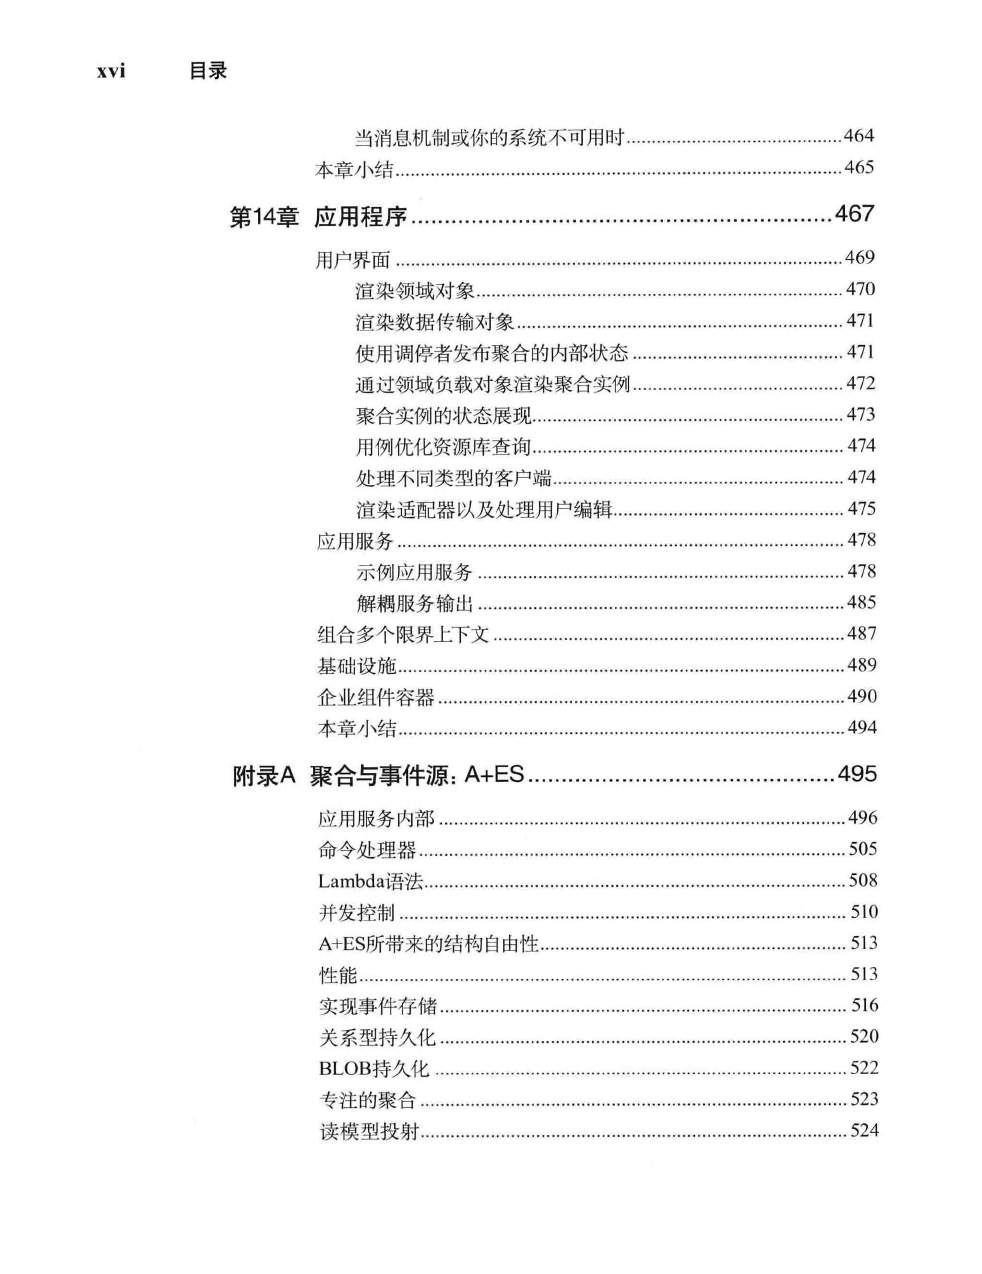 xvi 目录
当消息机制或你的系统不可用时 464
本章小结 465
第14章 应用程序 467
用户界面 469
渲染领域对象 470
渲染数据传输对象 471
使用调停者发布聚合的内部状态 471
通过领域负载对象渲染聚合实例 472
聚合实例的状态展现 473
用例优化资源库查询 474
处理不同类型的客户端 474
渲染适配器以及处理用户编辑 475
应用服务 478
示例应用服务 478
解耦服务输出 485
组合多个限界上下文 487
基础设施 489
企业组件容器 490
本章小结 494
附录A 聚合与事件源：A+ES 495
应用服务内部 496
命令处理器 505
Lambda语法 508
并发控制 510
A+ES所带来的结构自由性 513
性能 513
实现事件存储 516
关系型持久化 520
BLOB持久化 522
专注的聚合 523
读模型投射 524